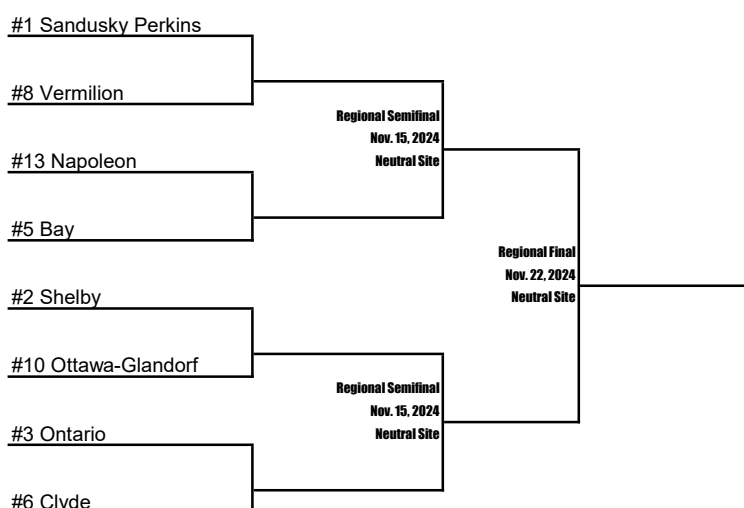 #1 Sandusky Perkins
#8 Vermilion
Regional Semifinal
Nov. 15, 2024
Neutral Site
#13 Napoleon
#5 Bay
Regional Final
Nov. 22, 2024
Neutral Site
#2 Shelby
#10 Ottawa-Glandorf
Regional Semifinal
Nov. 15, 2024
Neutral Site
#3 Ontario
#6 Clyde